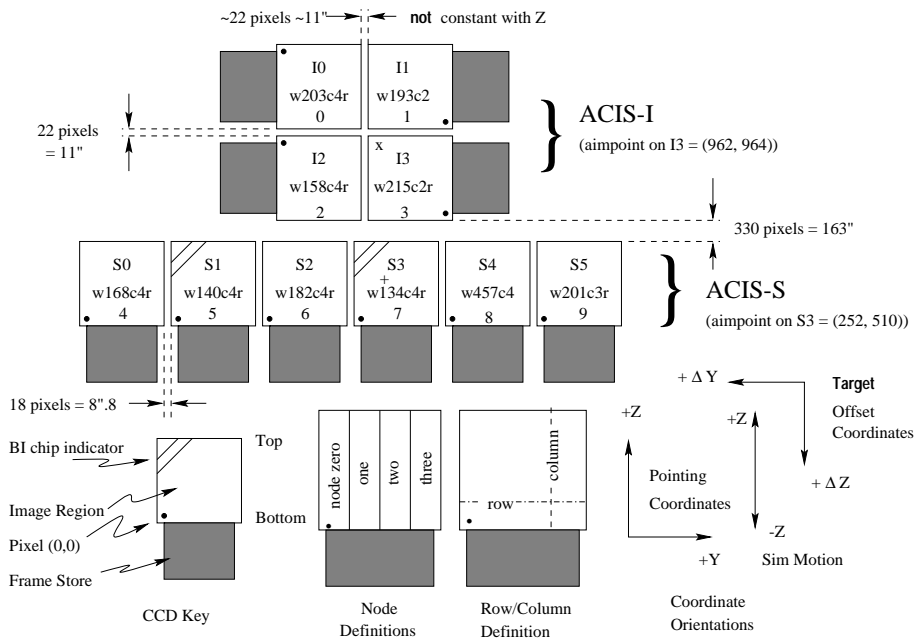 ~22 pixels ~11" not constant with Z
I0
w203c4r
0
I1
w193c2
1
22 pixels
= 11"
I2
w158c4r
2
x
I3
w215c2r
3
} ACIS-I
(aimpoint on I3 = (962, 964))
330 pixels = 163"
S0
w168c4r
4
S1
w140c4r
5
S2
w182c4r
6
S3
+
w134c4r
7
S4
w457c4
8
S5
w201c3r
9
} ACIS-S
(aimpoint on S3 = (252, 510))
18 pixels = 8".8
BI chip indicator
Image Region
Pixel (0,0)
Frame Store
Top
Bottom
CCD Key
node zero
one
two
three
Node
Definitions
column
row
Row/Column
Definition
+Z
Pointing
Coordinates
+Y
+ Δ Y
Target
Offset
Coordinates
+ Δ Z
+Z
-Z
Sim Motion
Coordinate
Orientations